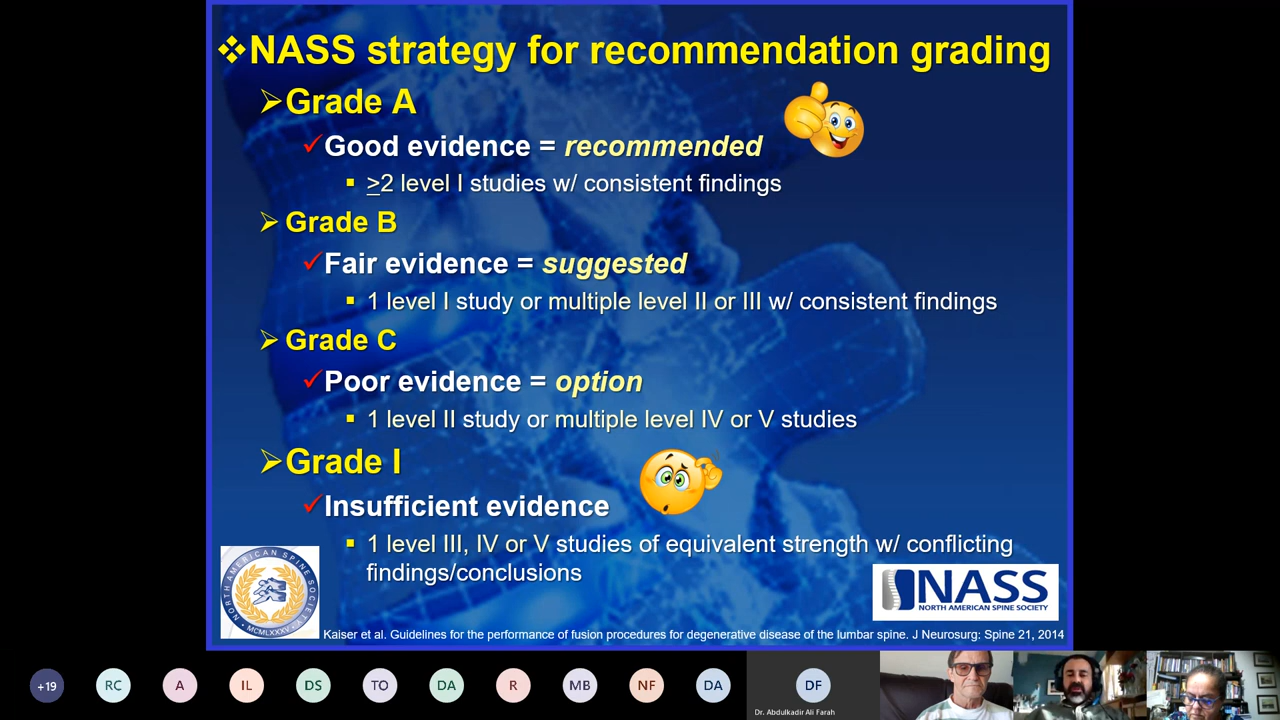 ❖NASS strategy for recommendation grading
➢Grade A
✓Good evidence = recommended
▪ >2 level I studies w/ consistent findings
➢Grade B
✓Fair evidence = suggested
▪ 1 level I study or multiple level II or III w/ consistent findings
➢Grade C
✓Poor evidence = option
▪ 1 level II study or multiple level IV or V studies
➢Grade I
✓Insufficient evidence
▪ 1 level III, IV or V studies of equivalent strength w/ conflicting
findings/conclusions
NORTH AMERICAN SPINE SOCIETY
• MCMLXXXV •
NASS
NORTH AMERICAN SPINE SOCIETY
Kaiser et al. Guidelines for the performance of fusion procedures for degenerative disease of the lumbar spine. J Neurosurg: Spine 21, 2014
+19 RC A IL DS TO DA R MB NF DA DF
Dr. Abdulkadir Ali Farah